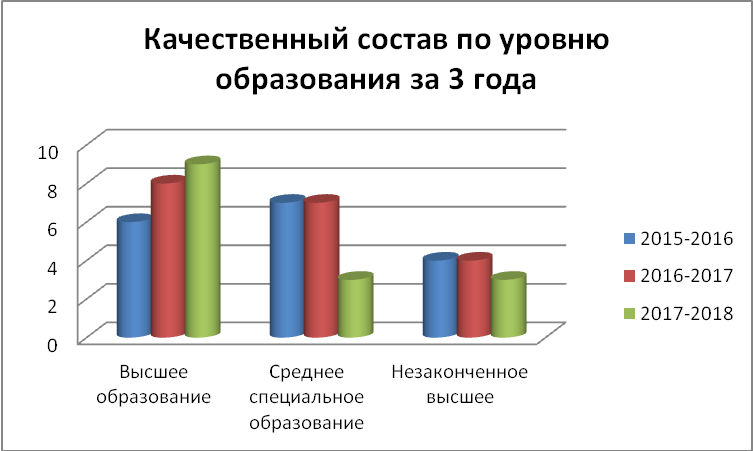 Качественный состав по уровню
образования за 3 года
10
8
6
4
2
0
Высшее
образование
Среднее
специальное
образование
Незаконченное
высшее
2015-2016
2016-2017
2017-2018